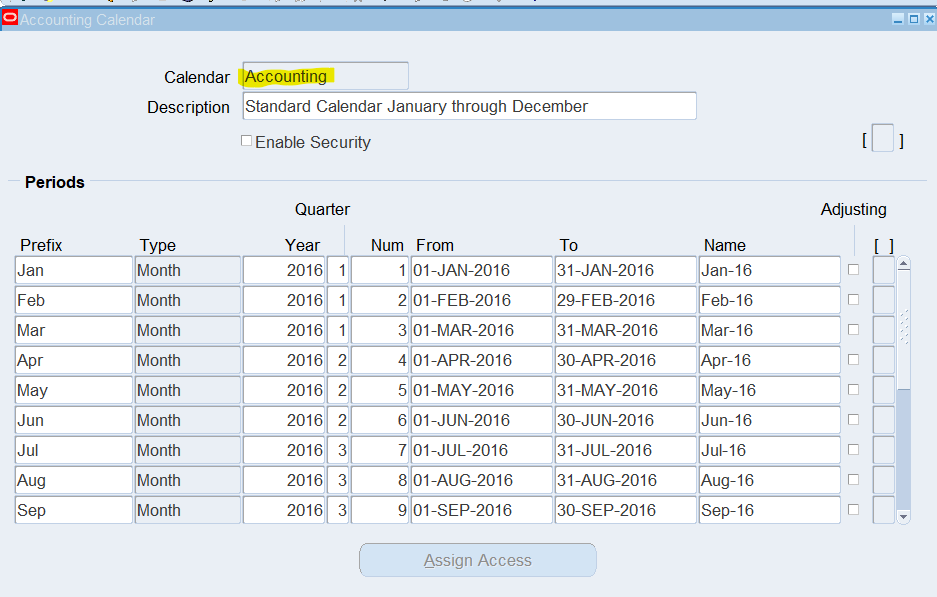 Accounting Calendar
Calendar Accounting
Description Standard Calendar January through December
Enable Security
[ ]
Periods
Quarter Adjusting
Prefix Type Year Num From To Name [ ]
Jan Month 2016 1 1 01-JAN-2016 31-JAN-2016 Jan-16
Feb Month 2016 1 2 01-FEB-2016 29-FEB-2016 Feb-16
Mar Month 2016 1 3 01-MAR-2016 31-MAR-2016 Mar-16
Apr Month 2016 2 4 01-APR-2016 30-APR-2016 Apr-16
May Month 2016 2 5 01-MAY-2016 31-MAY-2016 May-16
Jun Month 2016 2 6 01-JUN-2016 30-JUN-2016 Jun-16
Jul Month 2016 3 7 01-JUL-2016 31-JUL-2016 Jul-16
Aug Month 2016 3 8 01-AUG-2016 31-AUG-2016 Aug-16
Sep Month 2016 3 9 01-SEP-2016 30-SEP-2016 Sep-16
Assign Access